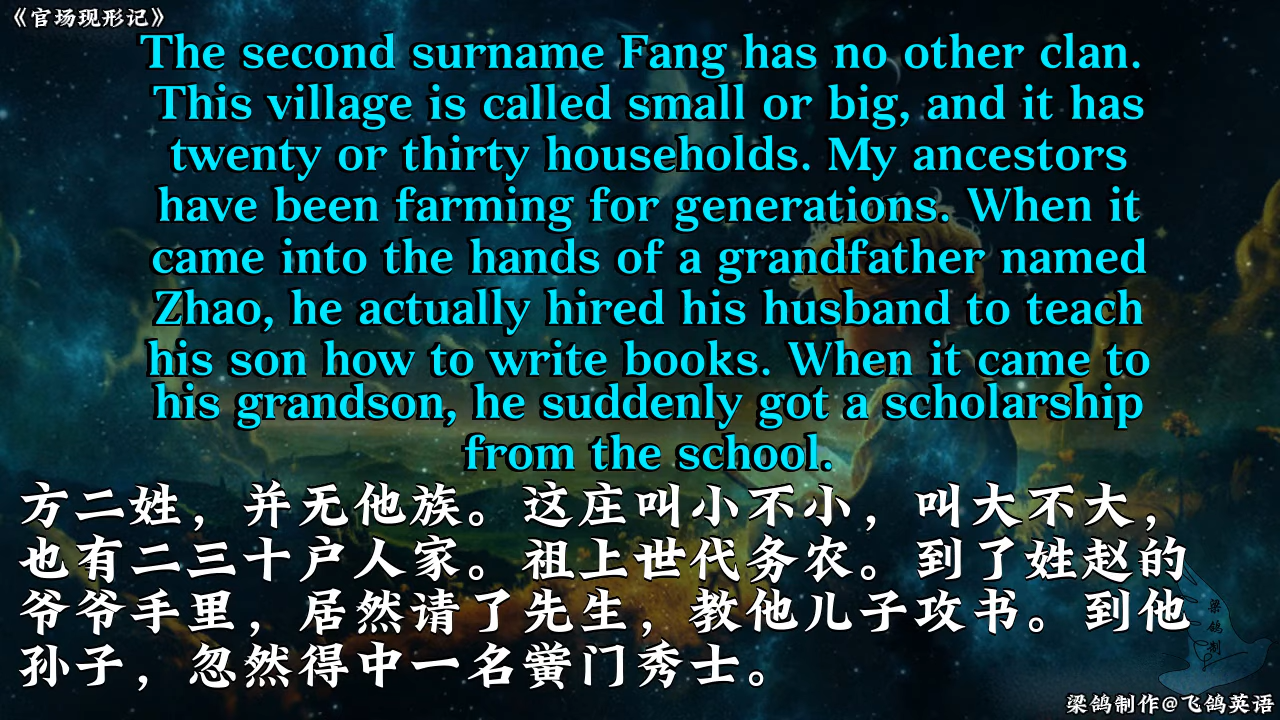 《官场现形记》
The second surname Fang has no other clan.
This village is called small or big, and it has
twenty or thirty households. My ancestors
have been farming for generations. When it
came into the hands of a grandfather named
Zhao, he actually hired his husband to teach
his son how to write books. When it came to
his grandson, he suddenly got a scholarship
from the school.
方二姓，并无他族。这庄叫小不小，叫大不大，
也有二三十户人家。祖上世代务农。到了姓赵的
爷爷手里，居然请了先生，教他儿子攻书。到他
孙子，忽然得中一名黉门秀士。
梁鸽制作@飞鸽英语